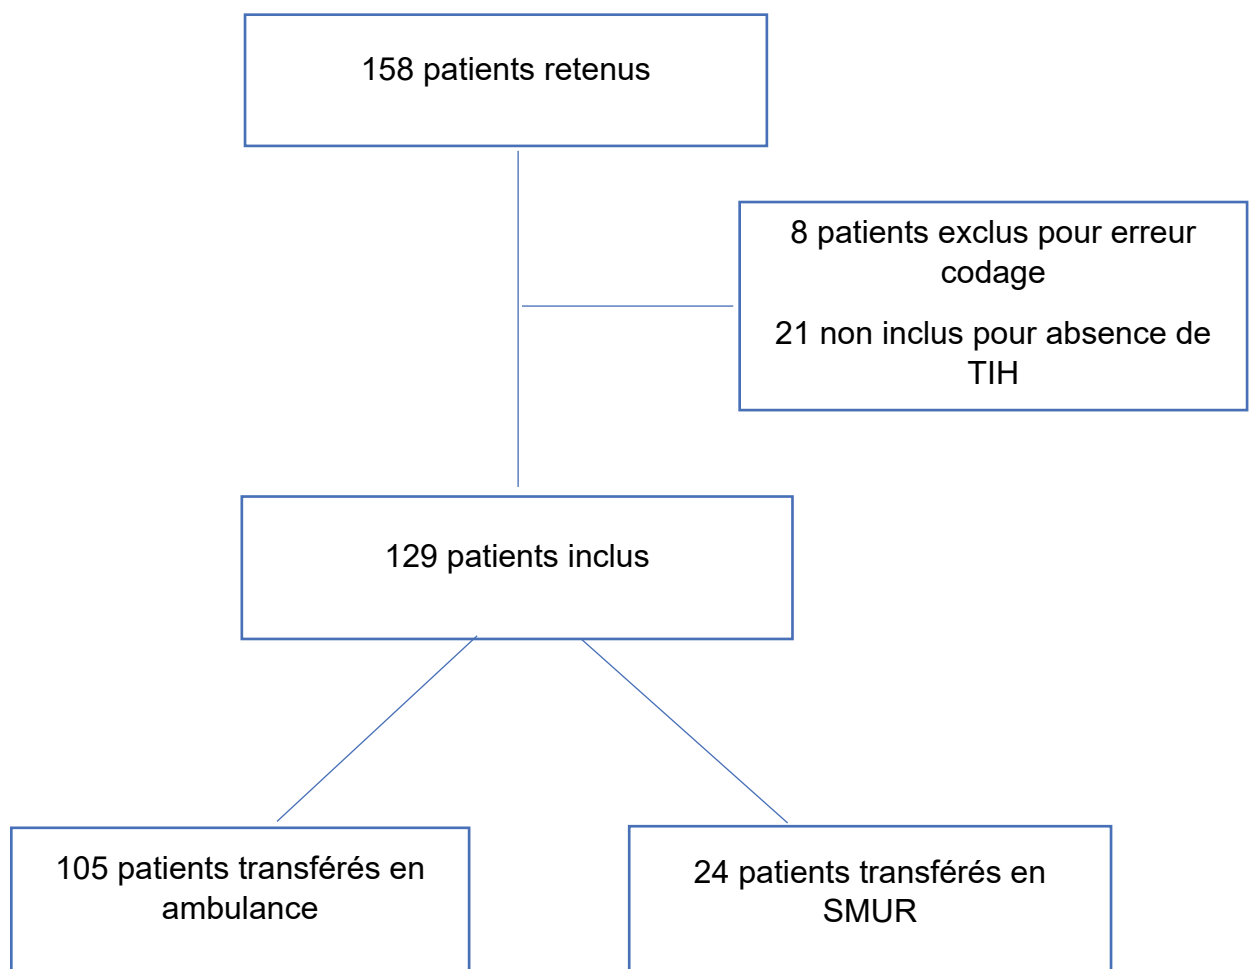 158 patients retenus
8 patients exclus pour erreur
codage
21 non inclus pour absence de
TIH
129 patients inclus
105 patients transférés en
ambulance
24 patients transférés en
SMUR